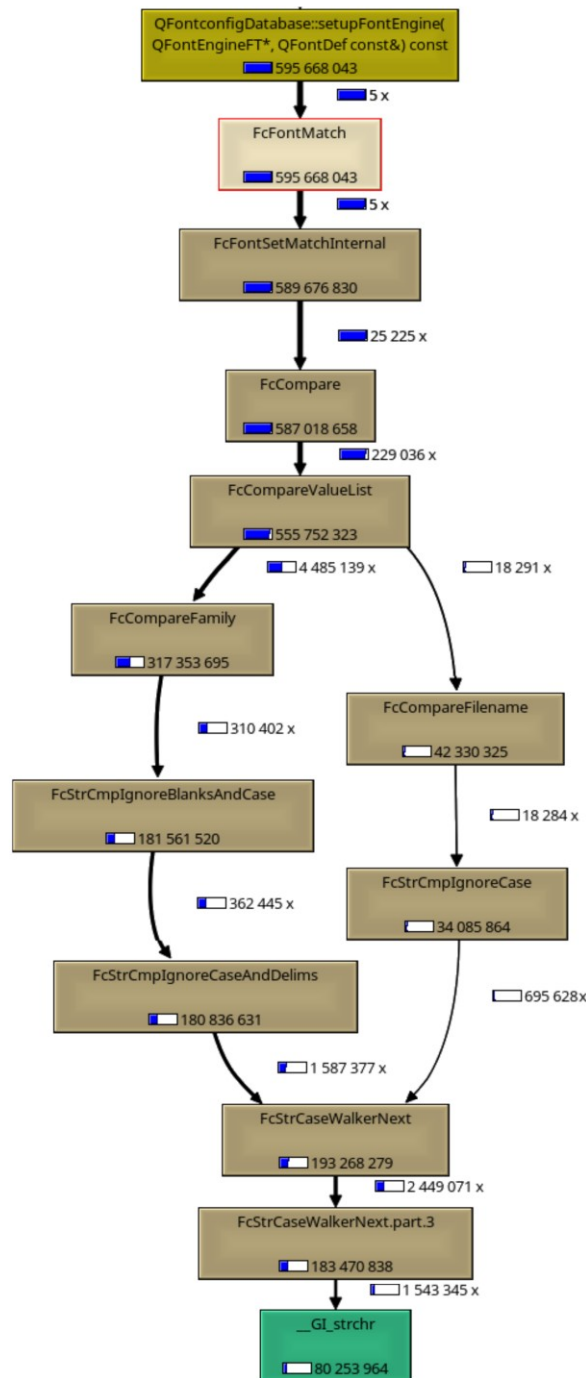 QFontconfigDatabase::setupFontEngine(
QFontEngineFT*, QFontDef const&) const
595 668 043
5 x
FcFontMatch
595 668 043
5 x
FcFontSetMatchInternal
589 676 830
25 225 x
FcCompare
587 018 658
229 036 x
FcCompareValueList
555 752 323
4 485 139 x
18 291 x
FcCompareFamily
317 353 695
FcCompareFilename
42 330 325
310 402 x
FcStrCmpIgnoreBlanksAndCase
181 561 520
18 284 x
FcStrCmpIgnoreCase
34 085 864
362 445 x
FcStrCmpIgnoreCaseAndDelims
180 836 631
695 628x
1 587 377 x
FcStrCaseWalkerNext
193 268 279
2 449 071 x
FcStrCaseWalkerNext.part.3
183 470 838
1 543 345 x
__GI_strchr
80 253 964